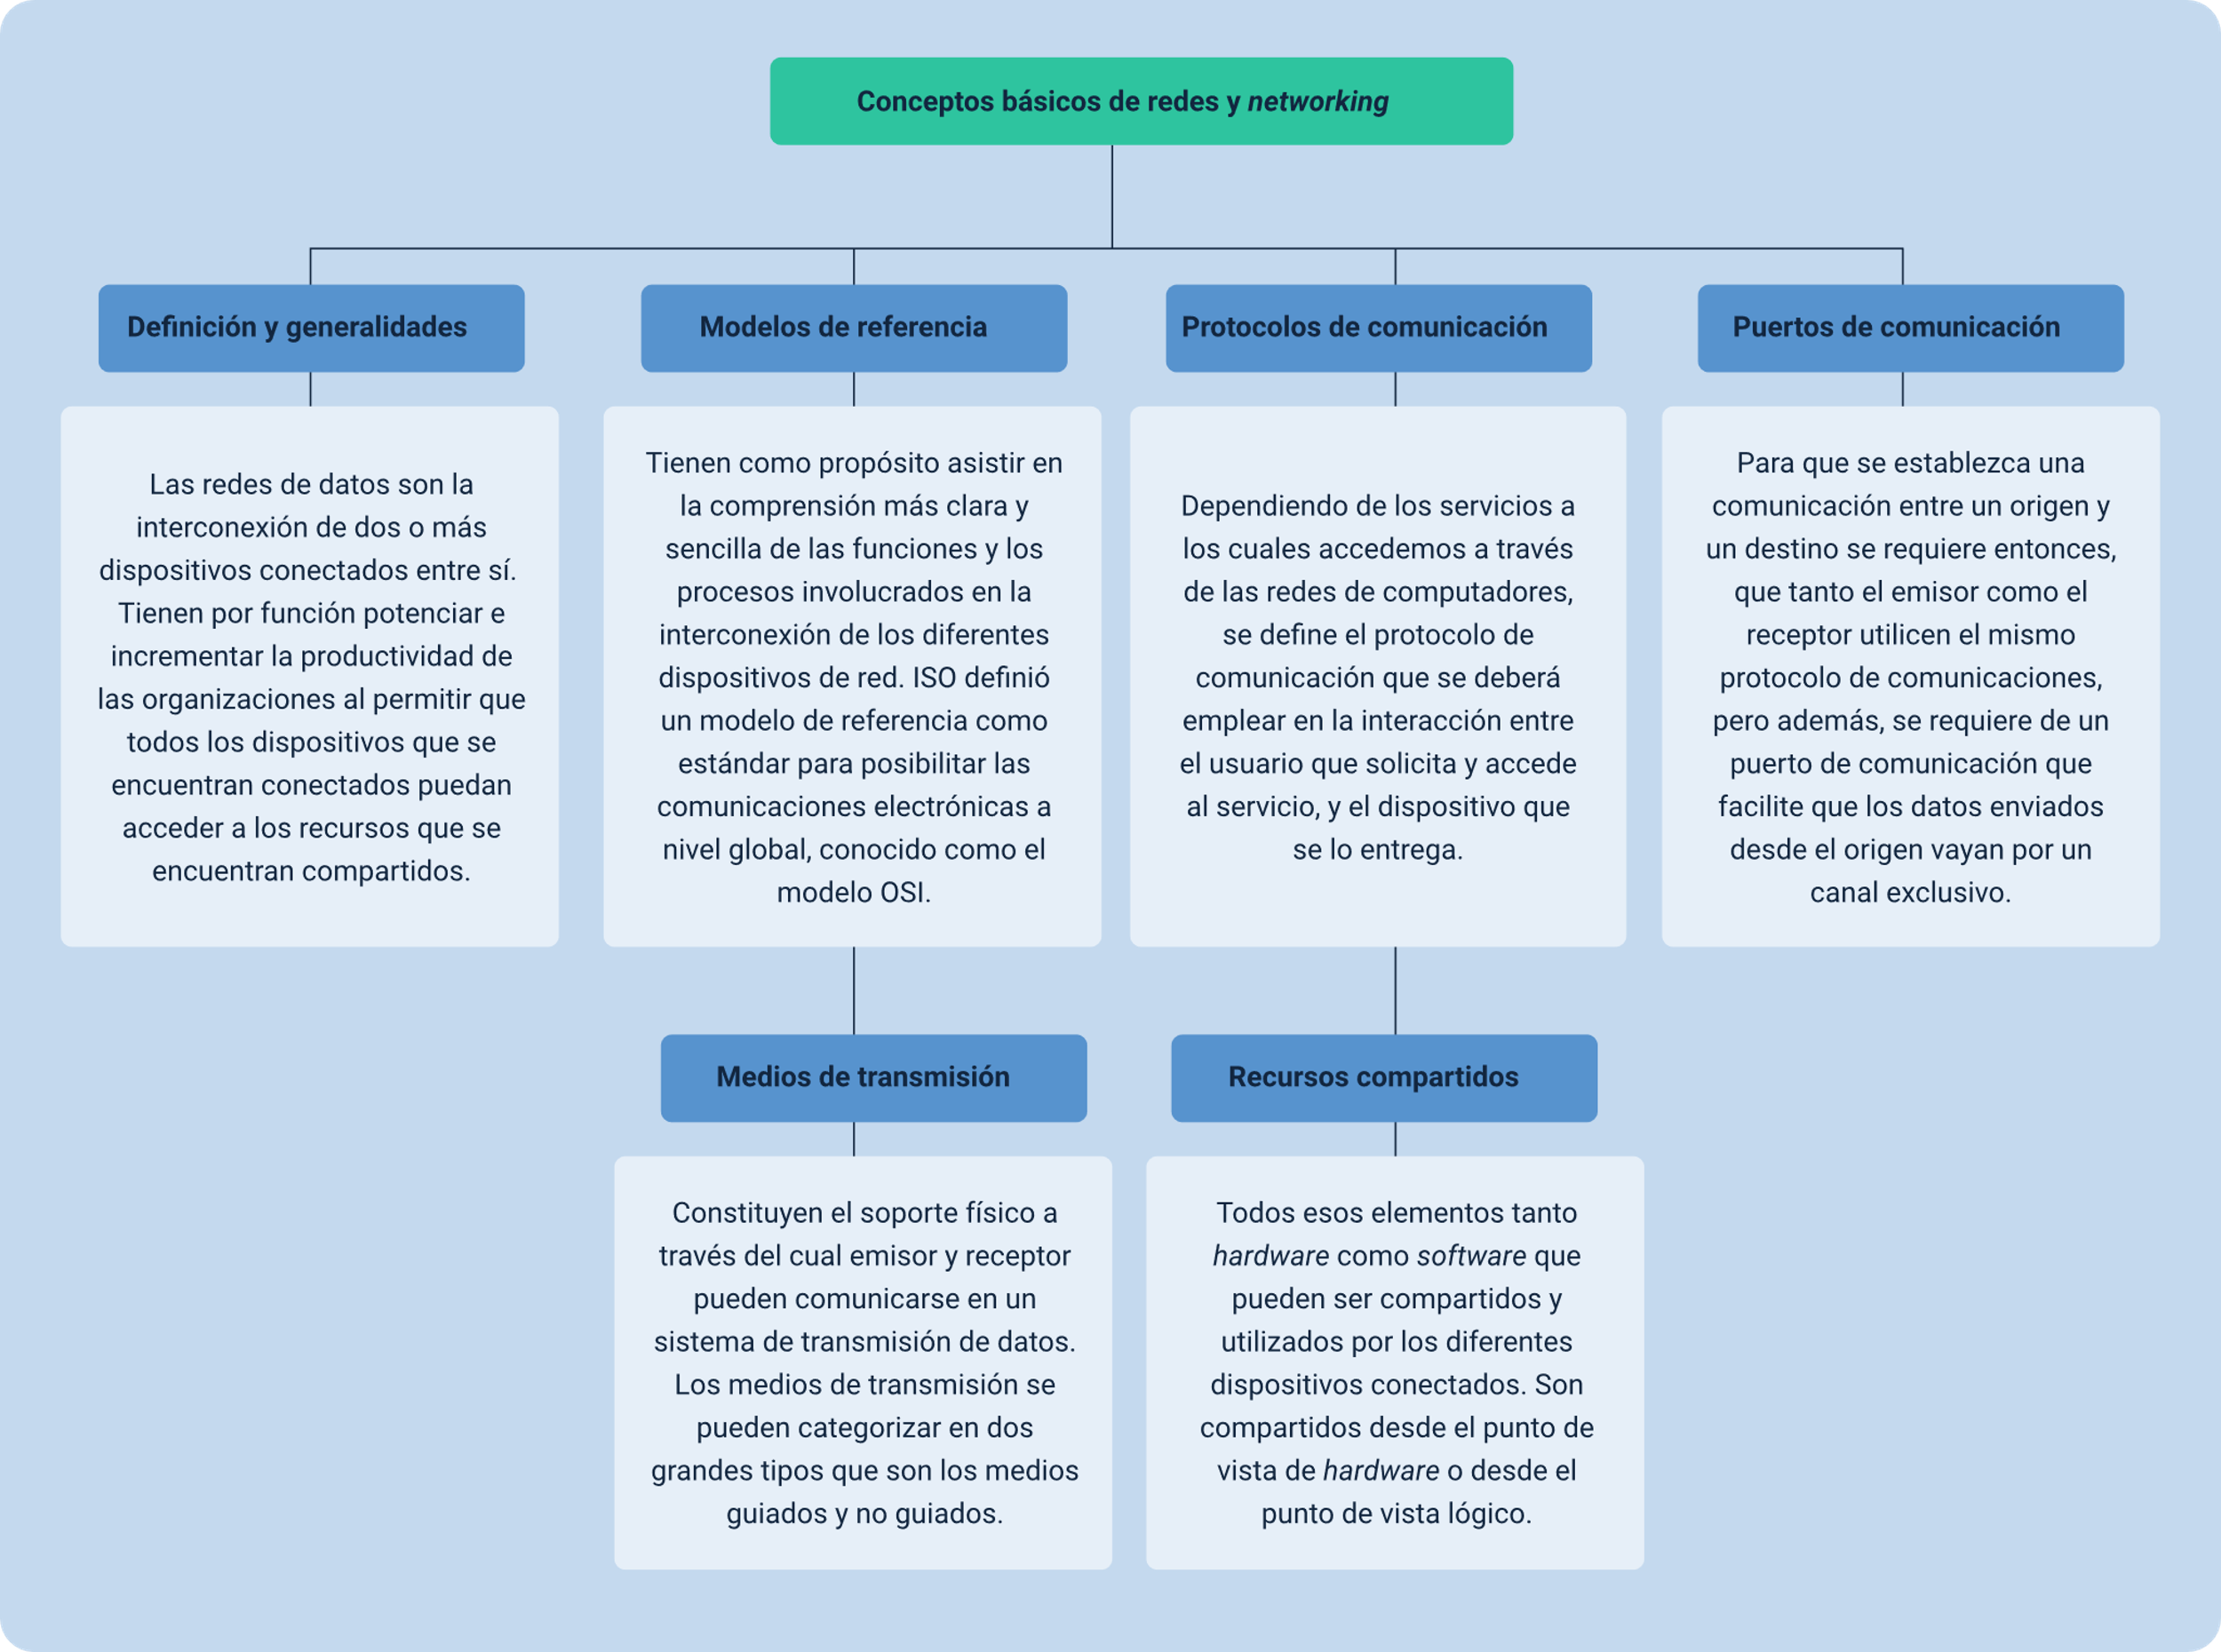 Conceptos básicos de redes y networking
Definición y generalidades
Las redes de datos son la
interconexión de dos o más
dispositivos conectados entre sí.
Tienen por función potenciar e
incrementar la productividad de
las organizaciones al permitir que
todos los dispositivos que se
encuentran conectados puedan
acceder a los recursos que se
encuentran compartidos.
Modelos de referencia
Tienen como propósito asistir en
la comprensión más clara y
sencilla de las funciones y los
procesos involucrados en la
interconexión de los diferentes
dispositivos de red. ISO definió
un modelo de referencia como
estándar para posibilitar las
comunicaciones electrónicas a
nivel global, conocido como el
modelo OSI.
Protocolos de comunicación
Dependiendo de los servicios a
los cuales accedemos a través
de las redes de computadores,
se define el protocolo de
comunicación que se deberá
emplear en la interacción entre
el usuario que solicita y accede
al servicio, y el dispositivo que
se lo entrega.
Puertos de comunicación
Para que se establezca una
comunicación entre un origen y
un destino se requiere entonces,
que tanto el emisor como el
receptor utilicen el mismo
protocolo de comunicaciones,
pero además, se requiere de un
puerto de comunicación que
facilite que los datos enviados
desde el origen vayan por un
canal exclusivo.
Medios de transmisión
Constituyen el soporte físico a
través del cual emisor y receptor
pueden comunicarse en un
sistema de transmisión de datos.
Los medios de transmisión se
pueden categorizar en dos
grandes tipos que son los medios
guiados y no guiados.
Recursos compartidos
Todos esos elementos tanto
hardware como software que
pueden ser compartidos y
utilizados por los diferentes
dispositivos conectados. Son
compartidos desde el punto de
vista de hardware o desde el
punto de vista lógico.